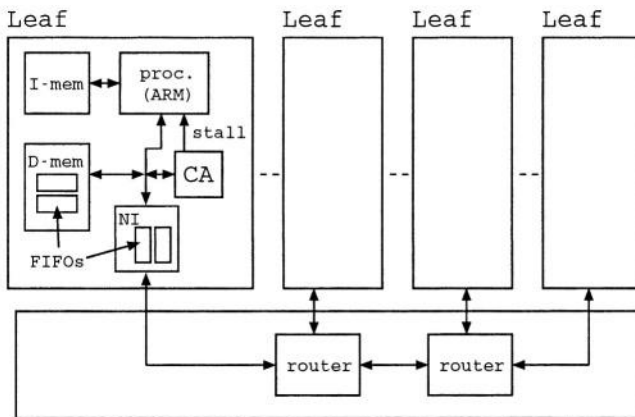 Leaf Leaf Leaf Leaf
proc.
(ARM)
I-mem
stall
D-mem
CA
NI
FIFOs
router router